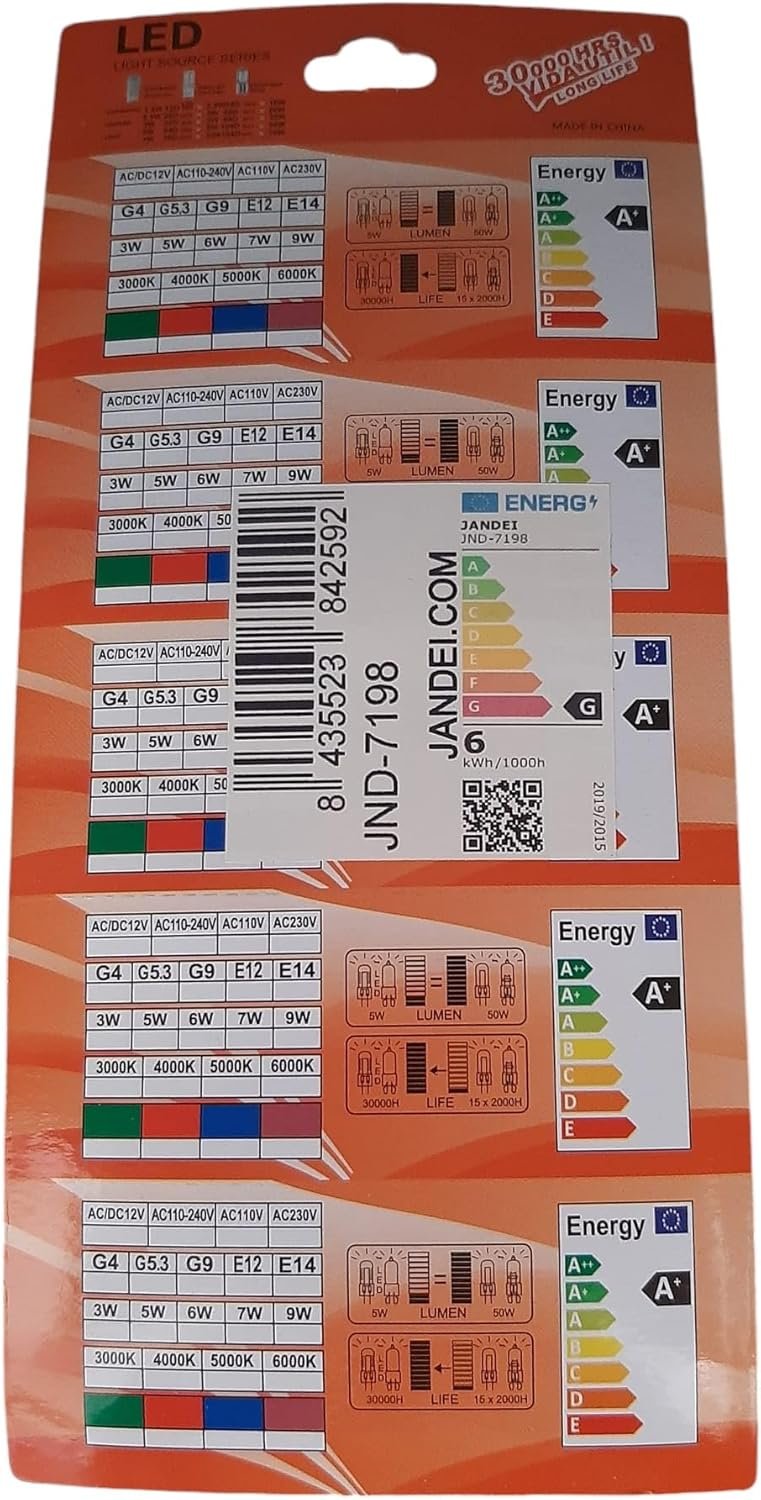 LED
LIGHT SOURCE SERIES
30000HRS
VIDA UTIL !
LONG LIFE
MADE IN CHINA
AC/DC12V AC110-240V AC110V AC230V
G4 G5.3 G9 E12 E14
3W 5W 6W 7W 9W
3000K 4000K 5000K 6000K
5W LUMEN 50W
30000H LIFE 15 x 2000H
Energy
A++
A+
A
B
C
D
E
A+
AC/DC12V AC110-240V AC110V AC230V
G4 G5.3 G9 E12 E14
3W 5W 6W 7W 9W
3000K 4000K 50
LED
5W LUMEN 50W
Energy
A++
A+
A
A+
8 435523 842592
JND-7198
JANDEI.COM
ENERG
JANDEI
JND-7198
A
B
C
D
E
F
G
G
6
kWh/1000h
2019/2015
AC/DC12V AC110-240V
G4 G5.3 G9
3W 5W 6W
3000K 4000K 50
y
A+
AC/DC12V AC110-240V AC110V AC230V
G4 G5.3 G9 E12 E14
3W 5W 6W 7W 9W
3000K 4000K 5000K 6000K
LED
5W LUMEN 50W
LED
30000H LIFE 15 x 2000H
Energy
A++
A+
A
B
C
D
E
A+
AC/DC12V AC110-240V AC110V AC230V
G4 G5.3 G9 E12 E14
3W 5W 6W 7W 9W
3000K 4000K 5000K 6000K
LED
5W LUMEN 50W
LED
30000H LIFE 15 x 2000H
Energy
A++
A+
A
B
C
D
E
A+